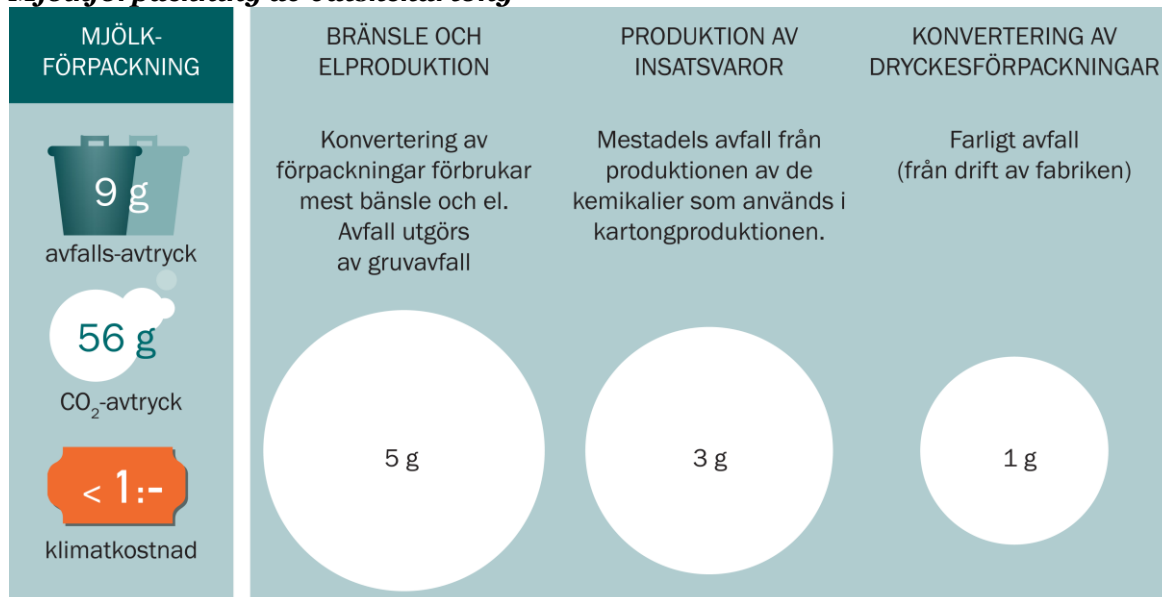 MJÖLK-
FÖRPACKNING
9 g
avfalls-avtryck
56 g
CO₂-avtryck
< 1:-
klimatkostnad
BRÄNSLE OCH
ELPRODUKTION
Konvertering av
förpackningar förbrukar
mest bänsle och el.
Avfall utgörs
av gruvavfall
5 g
PRODUKTION AV
INSATSVAROR
Mestadels avfall från
produktionen av de
kemikalier som används i
kartongproduktionen.
3 g
KONVERTERING AV
DRYCKESFÖRPACKNINGAR
Farligt avfall
(från drift av fabriken)
1 g